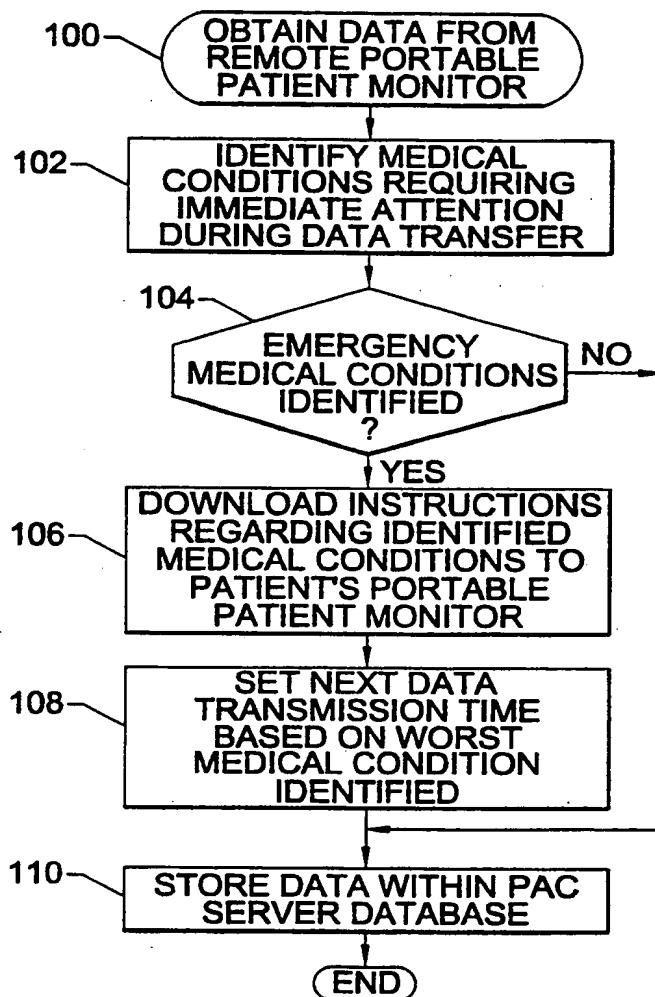 100
OBTAIN DATA FROM
REMOTE PORTABLE
PATIENT MONITOR
102
IDENTIFY MEDICAL
CONDITIONS REQUIRING
IMMEDIATE ATTENTION
DURING DATA TRANSFER
104
EMERGENCY
MEDICAL CONDITIONS
IDENTIFIED
?
NO
YES
106
DOWNLOAD INSTRUCTIONS
REGARDING IDENTIFIED
MEDICAL CONDITIONS TO
PATIENT'S PORTABLE
PATIENT MONITOR
108
SET NEXT DATA
TRANSMISSION TIME
BASED ON WORST
MEDICAL CONDITION
IDENTIFIED
110
STORE DATA WITHIN PAC
SERVER DATABASE
END